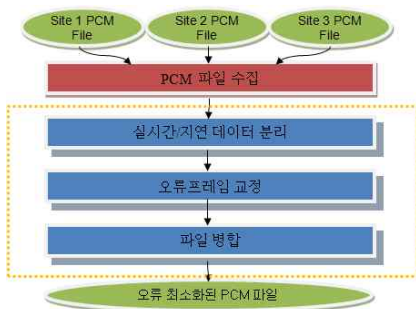 Site 1 PCM
File
Site 2 PCM
File
Site 3 PCM
File
PCM 파일 수집
실시간/지연 데이터 분리
오류프레임 교정
파일 병합
오류 최소화된 PCM 파일